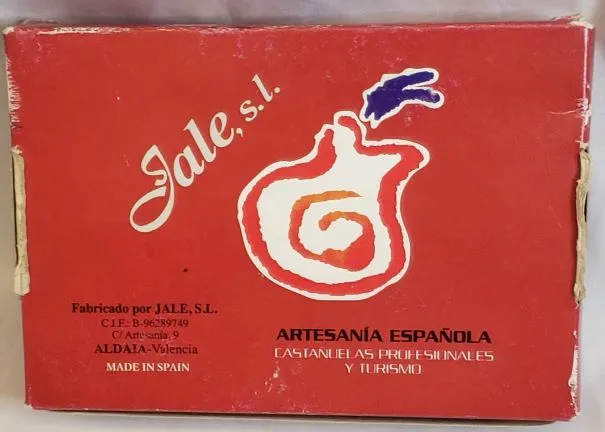 Jale, s.l.
Fabricado por JALE, S.L.
C.I.F.: B-96289749
C/ Artesanía, 9
ALDAIA-Valencia
MADE IN SPAIN
ARTESANÍA ESPAÑOLA
CASTAÑUELAS PROFESIONALES
Y TURISMO